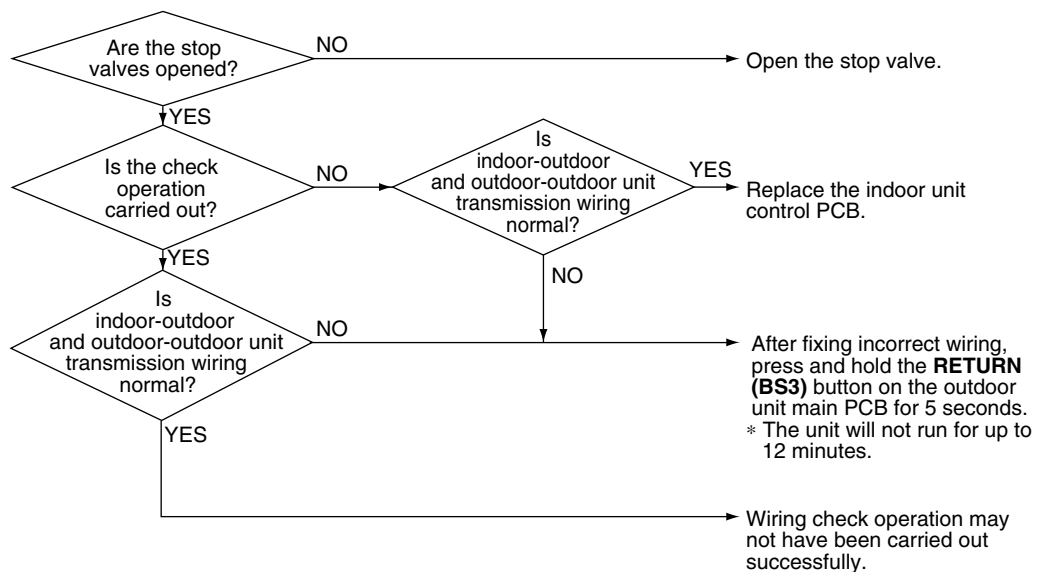 Are the stop
valves opened?
NO
Open the stop valve.
YES
Is the check
operation
carried out?
NO
Is
indoor-outdoor
and outdoor-outdoor unit
transmission wiring
normal?
YES
Replace the indoor unit
control PCB.
YES
NO
Is
indoor-outdoor
and outdoor-outdoor unit
transmission wiring
normal?
NO
After fixing incorrect wiring,
press and hold the RETURN
(BS3) button on the outdoor
unit main PCB for 5 seconds.
* The unit will not run for up to
12 minutes.
YES
Wiring check operation may
not have been carried out
successfully.